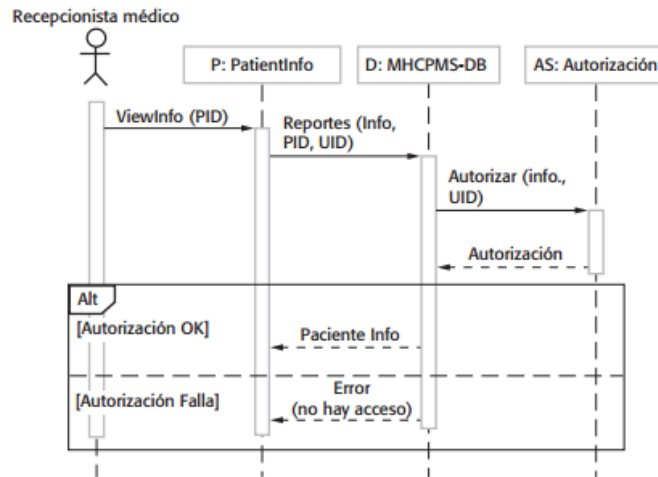 Recepcionista médico
P: PatientInfo
D: MHCPMS-DB
AS: Autorización
ViewInfo (PID)
Reportes (Info,
PID, UID)
Autorizar (info.,
UID)
Autorización
Alt
[Autorización OK]
Paciente Info
[Autorización Falla]
Error
(no hay acceso)